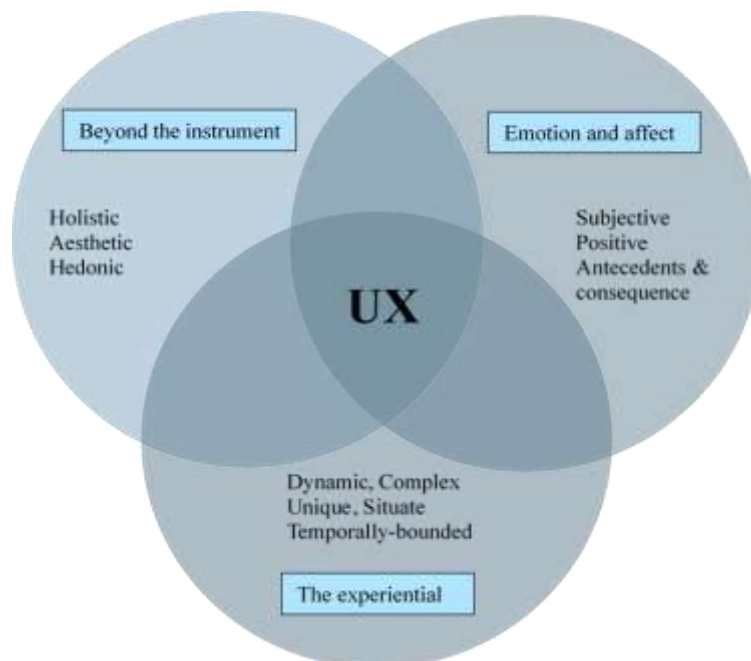 Beyond the instrument
Holistic
Aesthetic
Hedonic
Emotion and affect
Subjective
Positive
Antecedents &
consequence
UX
Dynamic, Complex
Unique, Situate
Temporally-bounded
The experiential